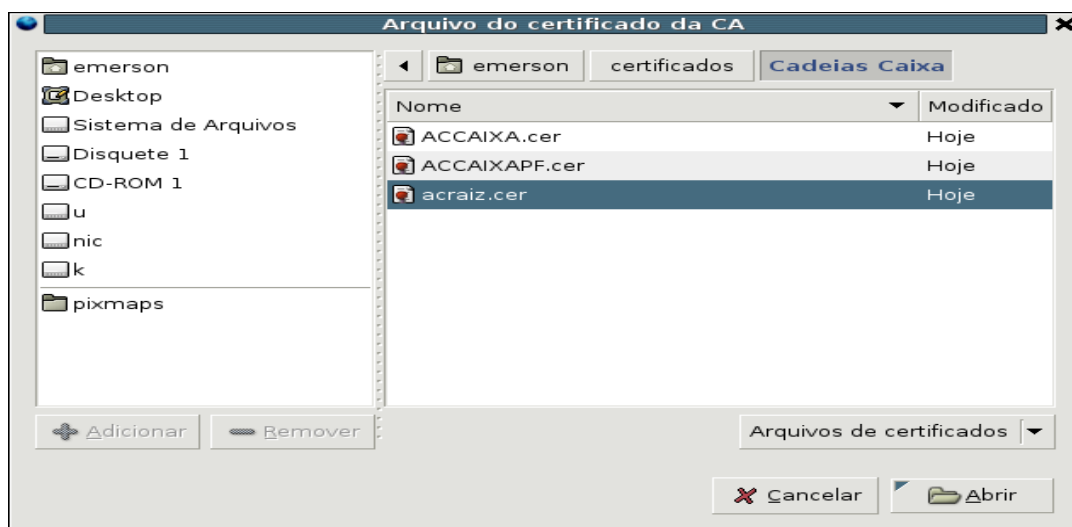 Arquivo do certificado da CA
emerson
Desktop
Sistema de Arquivos
Disquete 1
CD-ROM 1
u
nic
k
pixmaps
Adicionar Remover
emerson certificados Cadeias Caixa
Nome Modificado
ACCAIXA.cer Hoje
ACCAIXAPF.cer Hoje
acraiz.cer Hoje
Arquivos de certificados
Cancelar Abrir